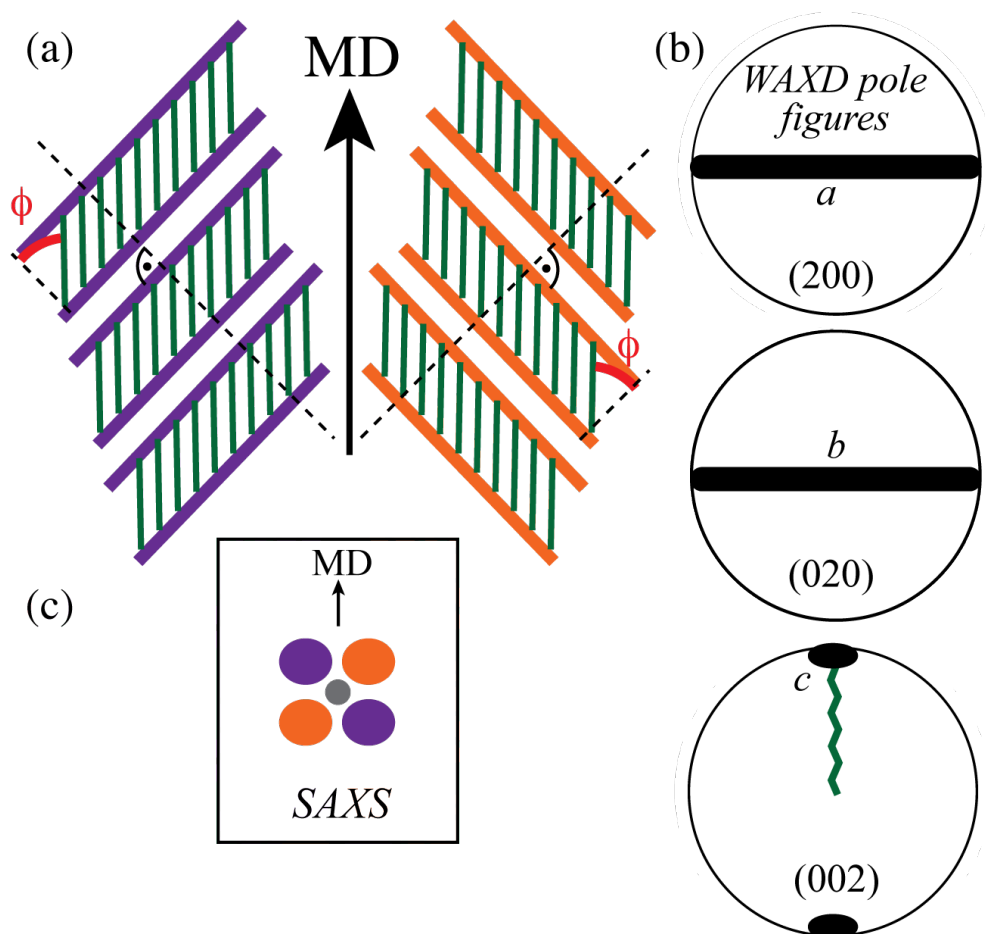 (a)
MD
ϕ
ϕ
(b)
WAXD pole
figures
a
(200)
b
(020)
c
(002)
(c)
MD
SAXS